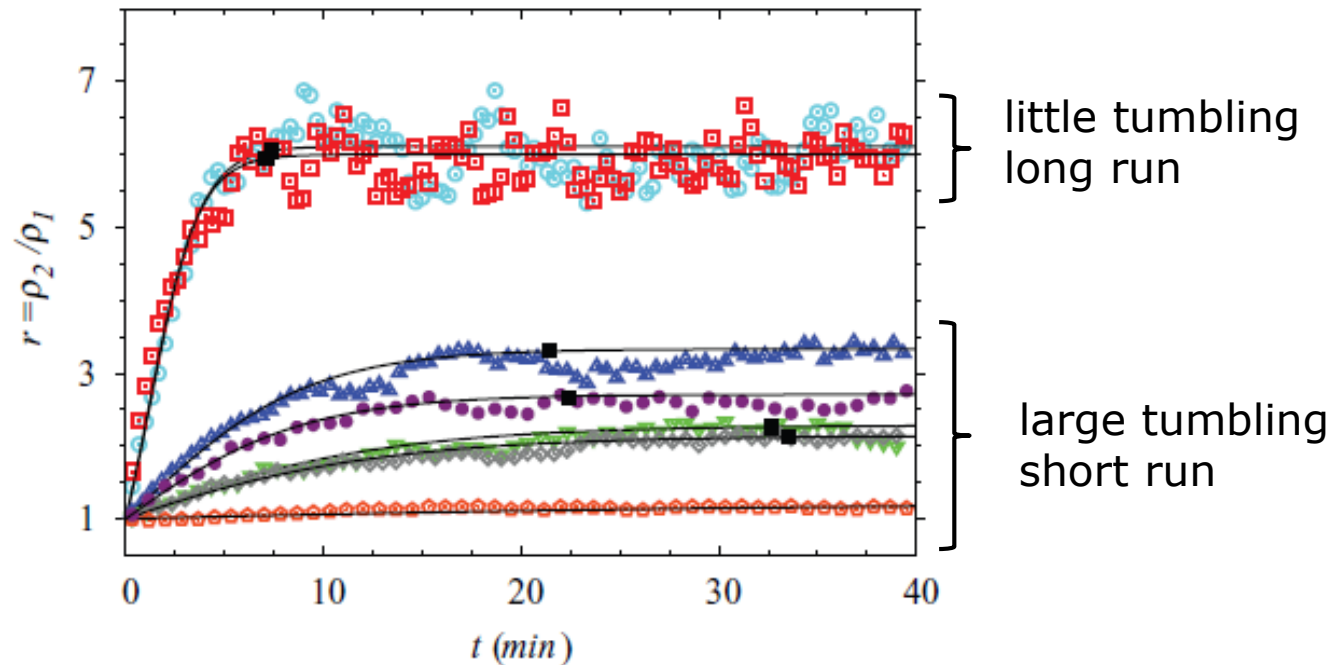 7
5
3
1
r = ρ2 /ρ1
0 10 20 30 40
t (min)
little tumbling
long run
large tumbling
short run